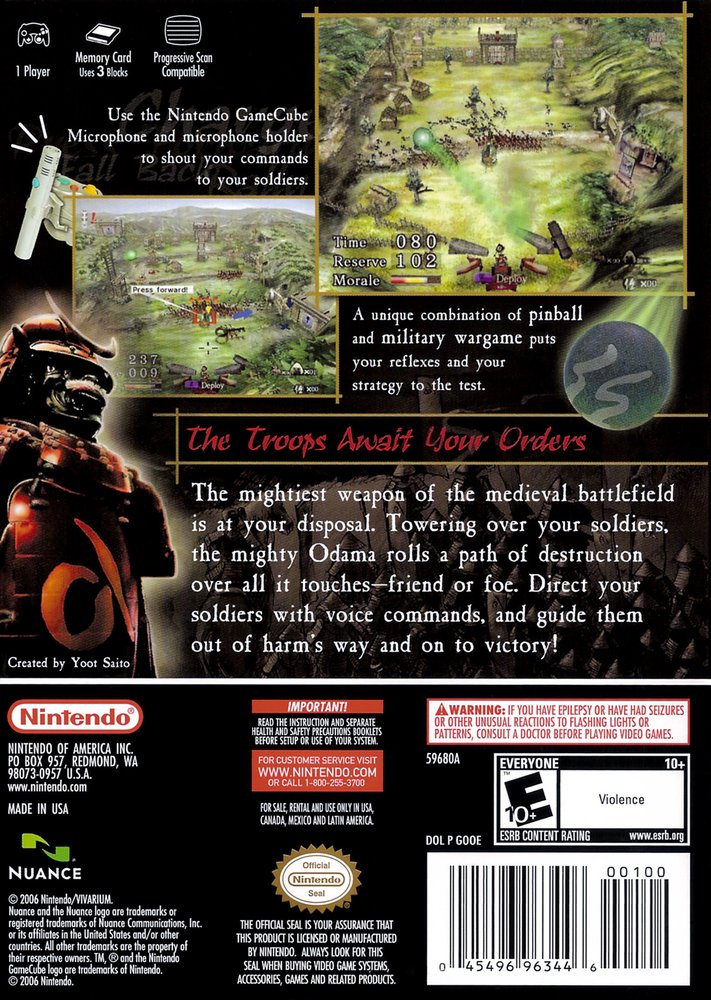 1 Player
Memory Card
Uses 3 Blocks
Progressive Scan
Compatible
Use the Nintendo GameCube
Microphone and microphone holder
to shout your commands
to your soldiers.
Fall Back
Time 080
Reserve 102
Morale
Deploy
X00
Press forward!
237
009
Deploy
X00
A unique combination of pinball
and military wargame puts
your reflexes and your
strategy to the test.
The Troops Await Your Orders
The mightiest weapon of the medieval battlefield
is at your disposal. Towering over your soldiers,
the mighty Odama rolls a path of destruction
over all it touches—friend or foe. Direct your
soldiers with voice commands, and guide them
out of harm's way and on to victory!
Created by Yoot Saito
Nintendo®
NINTENDO OF AMERICA INC.
PO BOX 957, REDMOND, WA
98073-0957 U.S.A.
www.nintendo.com
MADE IN USA
NUANCE
© 2006 Nintendo/VIVARIUM.
Nuance and the Nuance logo are trademarks or
registered trademarks of Nuance Communications, Inc.
or its affiliates in the United States and/or other
countries. All other trademarks are the property of
their respective owners. TM, ® and the Nintendo
GameCube logo are trademarks of Nintendo.
© 2006 Nintendo.
IMPORTANT!
READ THE INSTRUCTION AND SEPARATE
HEALTH AND SAFETY PRECAUTIONS BOOKLETS
BEFORE SETUP OR USE OF YOUR SYSTEM.
FOR CUSTOMER SERVICE VISIT
WWW.NINTENDO.COM
OR CALL 1-800-255-3700
FOR SALE, RENTAL AND USE ONLY IN USA,
CANADA, MEXICO AND LATIN AMERICA.
Official
Nintendo
Seal
THE OFFICIAL SEAL IS YOUR ASSURANCE THAT
THIS PRODUCT IS LICENSED OR MANUFACTURED
BY NINTENDO. ALWAYS LOOK FOR THIS
SEAL WHEN BUYING VIDEO GAME SYSTEMS,
ACCESSORIES, GAMES AND RELATED PRODUCTS.
WARNING: IF YOU HAVE EPILEPSY OR HAVE HAD SEIZURES
OR OTHER UNUSUAL REACTIONS TO FLASHING LIGHTS OR
PATTERNS, CONSULT A DOCTOR BEFORE PLAYING VIDEO GAMES.
59680A
EVERYONE 10+
E
10+
Violence
ESRB CONTENT RATING www.esrb.org
DOL P GOOE
00100
0 45496 96344 6